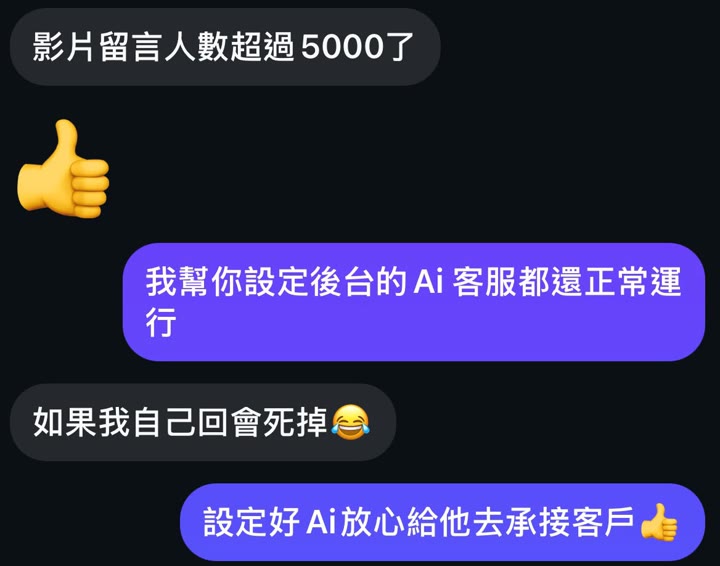 影片留言人數超過5000了
👍
我幫你設定後台的Ai 客服都還正常運
行
如果我自己回會死掉😂
設定好Ai放心給他去承接客戶👍